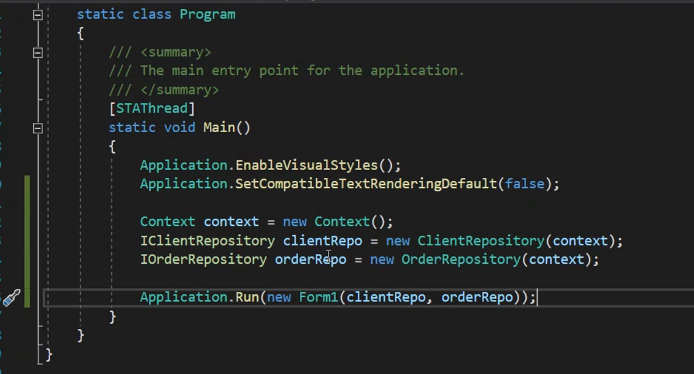 static class Program
{
/// <summary>
/// The main entry point for the application.
/// </summary>
[STAThread]
static void Main()
{
Application.EnableVisualStyles();
Application.SetCompatibleTextRenderingDefault(false);
Context context = new Context();
IClientRepository clientRepo = new ClientRepository(context);
IOrderRepository orderRepo = new OrderRepository(context);
Application.Run(new Form1(clientRepo, orderRepo));
}
}
}